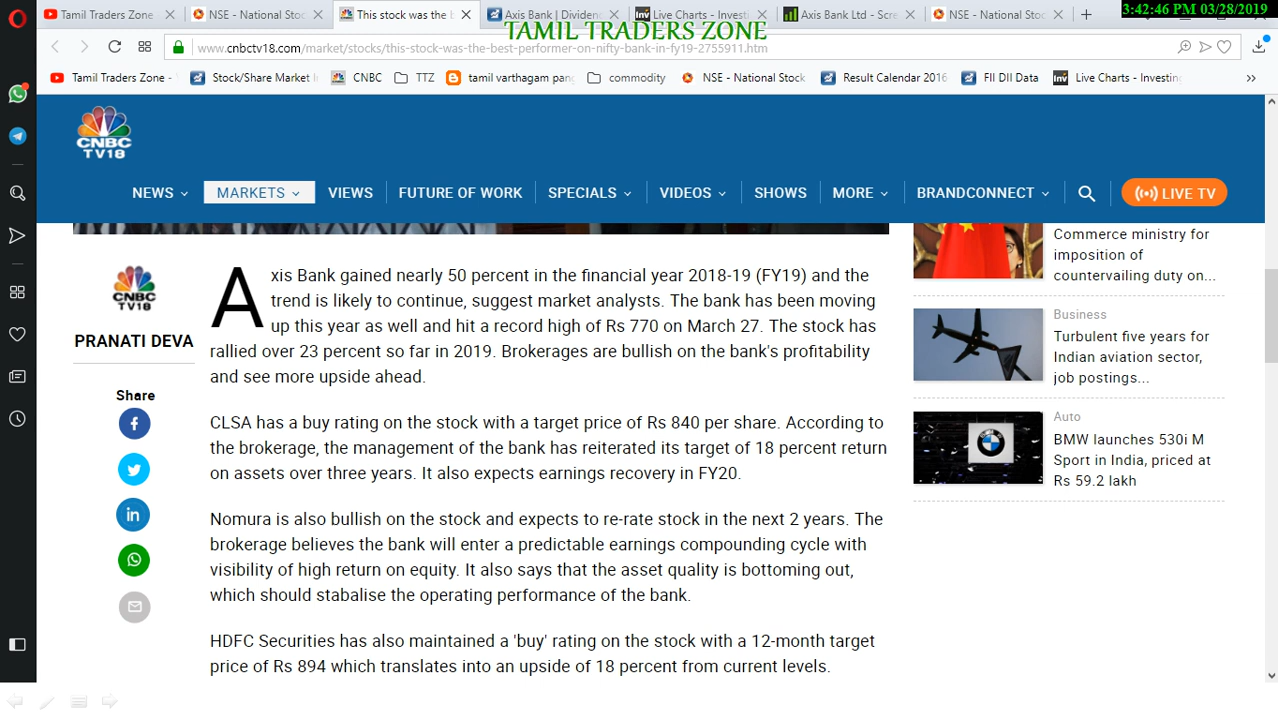 3:42:46 PM 03/28/2019
Tamil Traders Zone
NSE - National Stoc
This stock was the b
Axis Bank | Dividen
Live Charts - Investi
Axis Bank Ltd - Scre
NSE - National Stoc
TAMIL TRADERS ZONE
www.cnbctv18.com/market/stocks/this-stock-was-the-best-performer-on-nifty-bank-in-fy19-2755911.htm
Tamil Traders Zone -
Stock/Share Market I
CNBC
TTZ
tamil varthagam pan
commodity
NSE - National Stock
Result Calendar 2016
FII DII Data
Live Charts - Investin
CNBC
TV18
NEWS
MARKETS
VIEWS
FUTURE OF WORK
SPECIALS
VIDEOS
SHOWS
MORE
BRANDCONNECT
LIVE TV
CNBC
TV18
PRANATI DEVA
Share
Axis Bank gained nearly 50 percent in the financial year 2018-19 (FY19) and the
trend is likely to continue, suggest market analysts. The bank has been moving
up this year as well and hit a record high of Rs 770 on March 27. The stock has
rallied over 23 percent so far in 2019. Brokerages are bullish on the bank's profitability
and see more upside ahead.
CLSA has a buy rating on the stock with a target price of Rs 840 per share. According to
the brokerage, the management of the bank has reiterated its target of 18 percent return
on assets over three years. It also expects earnings recovery in FY20.
Nomura is also bullish on the stock and expects to re-rate stock in the next 2 years. The
brokerage believes the bank will enter a predictable earnings compounding cycle with
visibility of high return on equity. It also says that the asset quality is bottoming out,
which should stabalise the operating performance of the bank.
HDFC Securities has also maintained a 'buy' rating on the stock with a 12-month target
price of Rs 894 which translates into an upside of 18 percent from current levels.
Commerce ministry for
imposition of
countervailing duty on...
Business
Turbulent five years for
Indian aviation sector,
job postings...
Auto
BMW launches 530i M
Sport in India, priced at
Rs 59.2 lakh